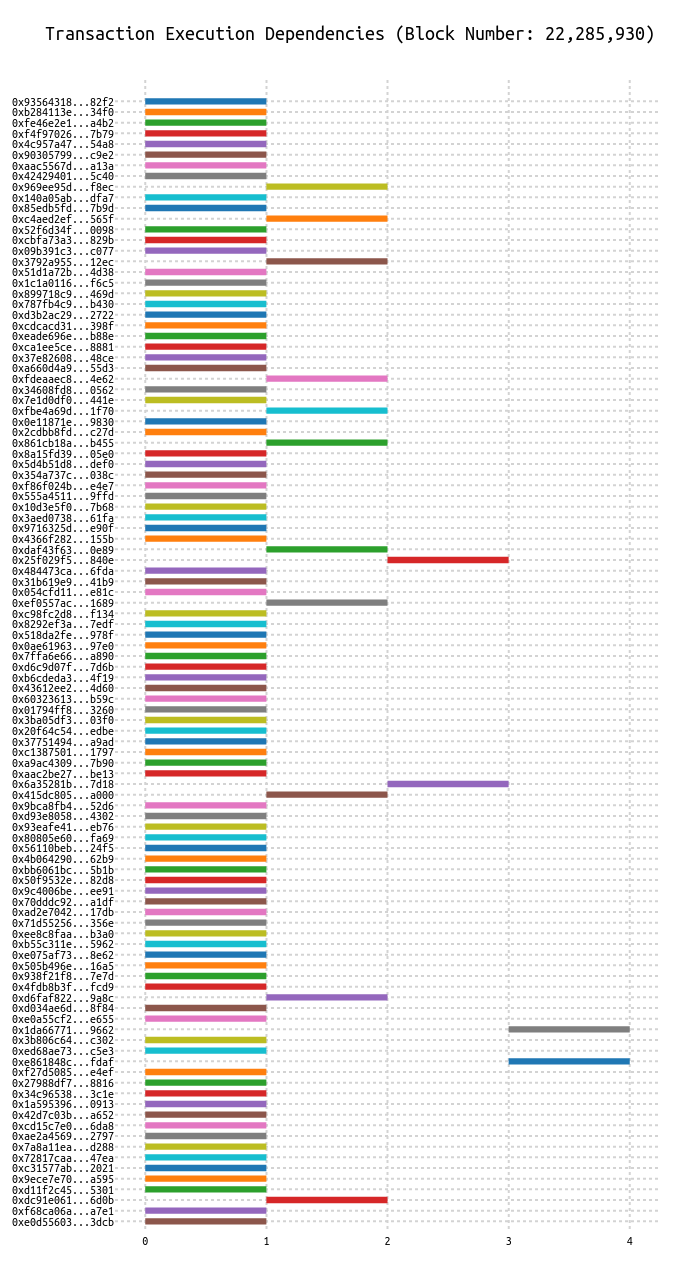 Transaction Execution Dependencies (Block Number: 22,285,930)
0x93564318...82f2
0xb284113e...34f0
0xfe46e2e1...a4b2
0xf4f97026...7b79
0x4c957a47...54a8
0x90305799...c9e2
0xaac5567d...a13a
0x42429401...5c40
0x969ee95d...f8ec
0x140a05ab...dfa7
0x85edb5fd...7b9d
0xc4aed2ef...565f
0x52f6d34f...0098
0xcbfa73a3...829b
0x09b391c3...c077
0x3792a955...12ec
0x51d1a72b...4d38
0x1c1a0116...f6c5
0x899718c9...469d
0x787fb4c9...b430
0xd3b2ac29...2722
0xcdcacd31...398f
0xeade696e...b88e
0xca1ee5ce...8881
0x37e82608...48ce
0xa660d4a9...55d3
0xfdeaaec8...4e62
0x34608fd8...0562
0x7e1d0df0...441e
0xfbe4a69d...1f70
0x0e11871e...9830
0x2cdbb8fd...c27d
0x861cb18a...b455
0x8a15fd39...05e0
0x5d4b51d8...def0
0x354a737c...038c
0xf86f024b...e4e7
0x555a4511...9ffd
0x10d3e5f0...7b68
0x3aed0738...61fa
0x9716325d...e90f
0x4366f282...155b
0xdaf43f63...0e89
0x25f029f5...840e
0x484473ca...6fda
0x31b619e9...41b9
0x054cfd11...e81c
0xef0557ac...1689
0xc98fc2d8...f134
0x8292ef3a...7edf
0x518da2fe...978f
0x0ae61963...97e0
0x7ffa6e66...a890
0xd6c9d07f...7d6b
0xb6cdeda3...4f19
0x43612ee2...4d60
0x60323613...b59c
0x01794ff8...3260
0x3ba05df3...03f0
0x20f64c54...edbe
0x37751494...a9ad
0xc1387501...1797
0xa9ac4309...7b90
0xaac2be27...be13
0x6a35281b...7d18
0x415dc805...a000
0x9bca8fb4...52d6
0xd93e8058...4302
0x93eafe41...eb76
0x80805e60...fa69
0x56110beb...24f5
0x4b064290...62b9
0xbb6061bc...5b1b
0x50f9532e...82d8
0x9c4006be...ee91
0x70dddc92...a1df
0xad2e7042...17db
0x71d55256...356e
0xee8c8faa...b3a0
0xb55c311e...5962
0xe075af73...8e62
0x505b496e...16a5
0x938f21f8...7e7d
0x4fdb8b3f...fcd9
0xd6faf822...9a8c
0xd034ae6d...8f84
0xe0a55cf2...e655
0x1da66771...9662
0x3b806c64...c302
0xed68ae73...c5e3
0xe861848c...fdaf
0xf27d5085...e4ef
0x27988df7...8816
0x34c96538...3c1e
0x1a595396...0913
0x42d7c03b...a652
0xcd15c7e0...6da8
0xae2a4569...2797
0x7a8a11ea...d288
0x72817caa...47ea
0xc31577ab...2021
0x9ece7e70...a595
0xd11f2c45...5301
0xdc91e061...6d0b
0xf68ca06a...a7e1
0xe0d55603...3dcb
0 1 2 3 4